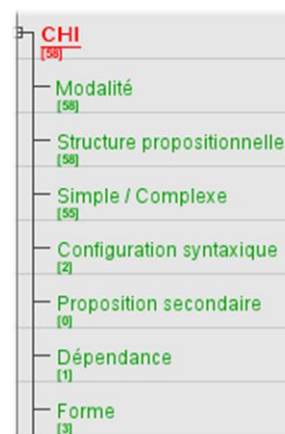 CHI
[58]
Modalité
[58]
Structure propositionnelle
[58]
Simple / Complexe
[55]
Configuration syntaxique
[2]
Proposition secondaire
[0]
Dépendance
[1]
Forme
[3]